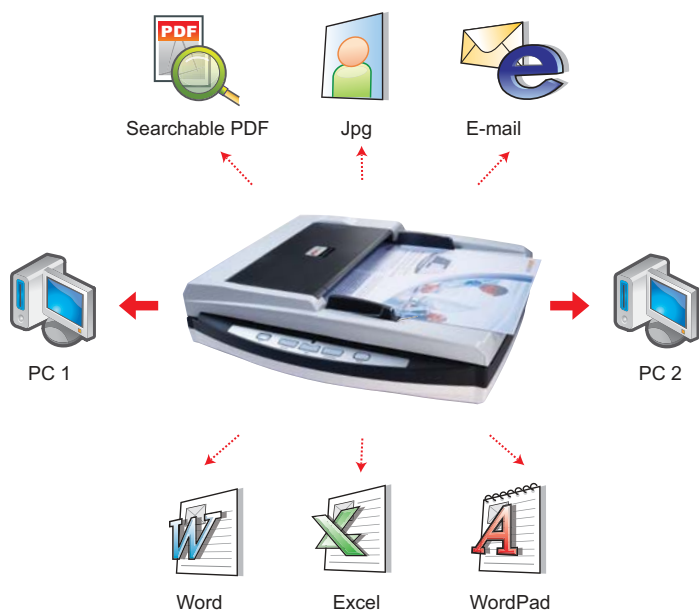 PDF
Searchable PDF
Jpg
E-mail
PC 1
PC 2
W
X
A
Word
Excel
WordPad